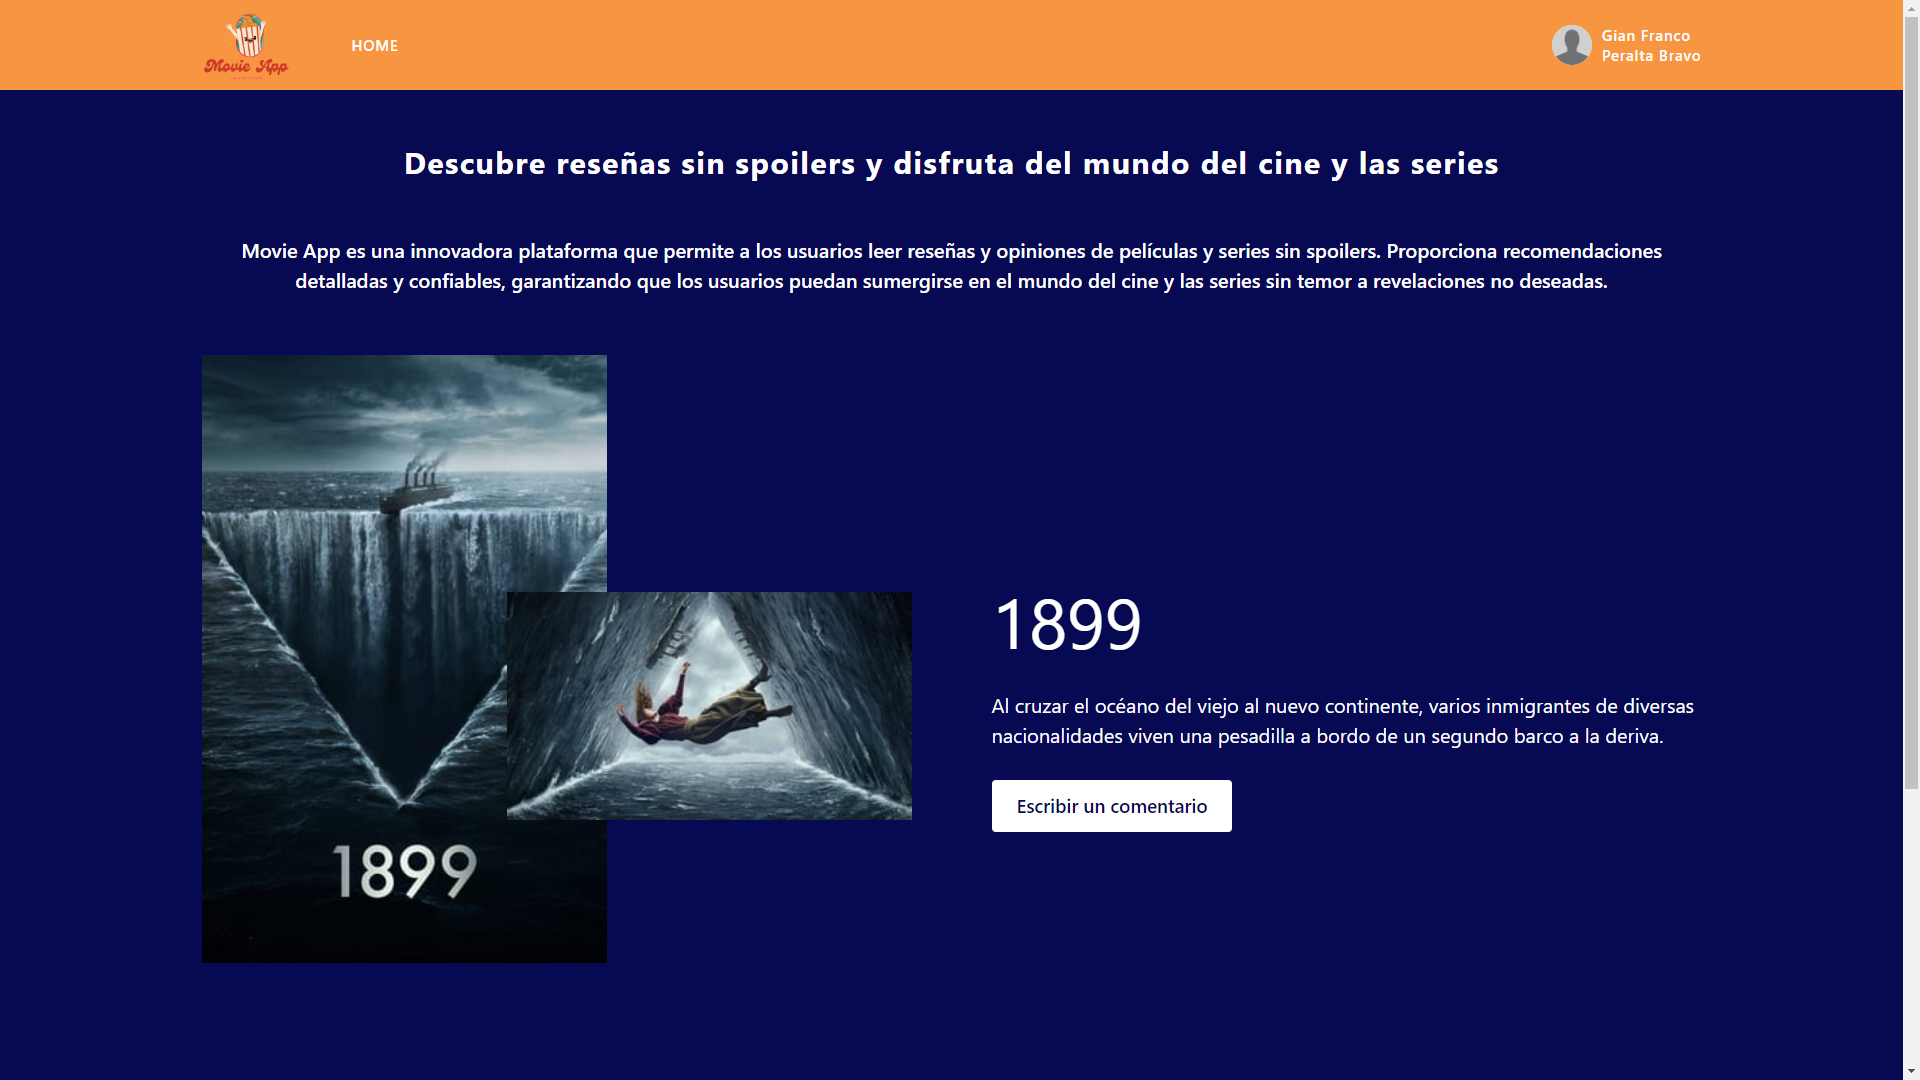 Movie App
HOME
Gian Franco
Peralta Bravo
Descubre reseñas sin spoilers y disfruta del mundo del cine y las series
Movie App es una innovadora plataforma que permite a los usuarios leer reseñas y opiniones de películas y series sin spoilers. Proporciona recomendaciones
detalladas y confiables, garantizando que los usuarios puedan sumergirse en el mundo del cine y las series sin temor a revelaciones no deseadas.
1899
1899
Al cruzar el océano del viejo al nuevo continente, varios inmigrantes de diversas
nacionalidades viven una pesadilla a bordo de un segundo barco a la deriva.
Escribir un comentario